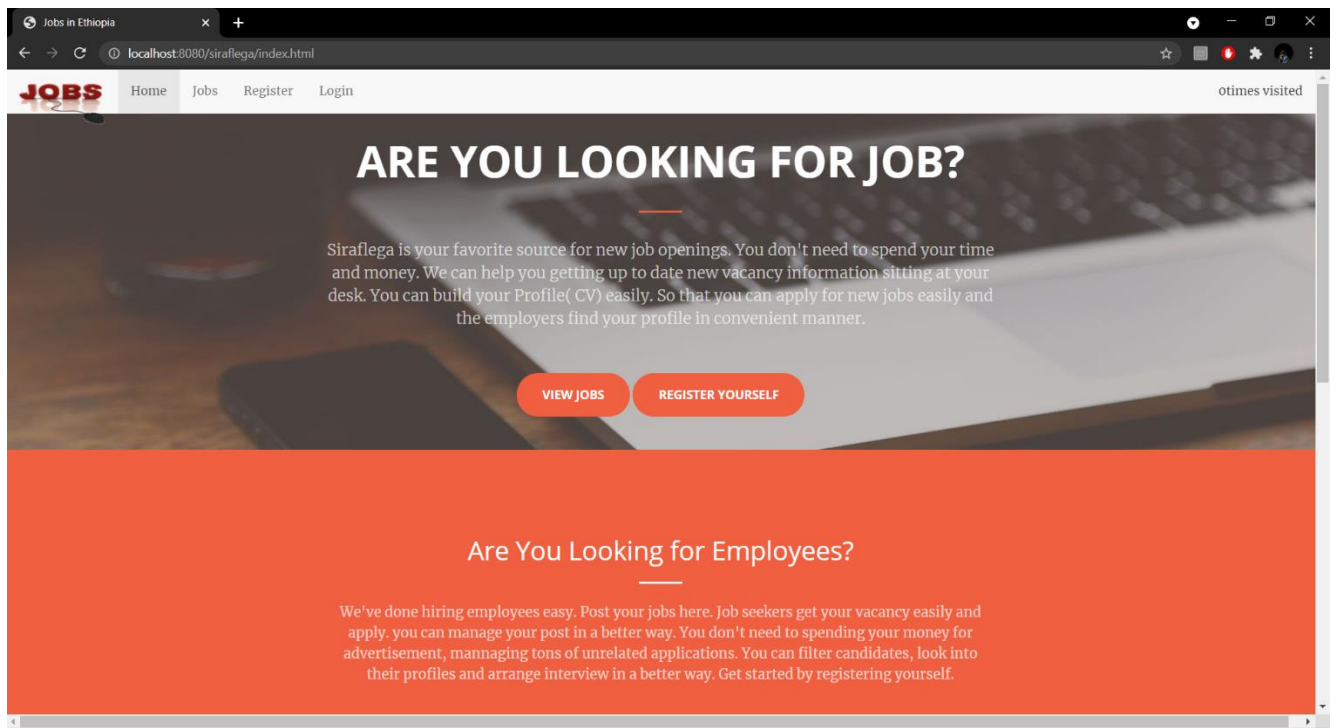 Jobs in Ethiopia
localhost:8080/siraflega/index.html
JOBS
Home Jobs Register Login
0times visited
ARE YOU LOOKING FOR JOB?
Siraflega is your favorite source for new job openings. You don't need to spend your time
and money. We can help you getting up to date new vacancy information sitting at your
desk. You can build your Profile( CV) easily. So that you can apply for new jobs easily and
the employers find your profile in convenient manner.
VIEW JOBS REGISTER YOURSELF
Are You Looking for Employees?
We've done hiring employees easy. Post your jobs here. Job seekers get your vacancy easily and
apply. you can manage your post in a better way. You don't need to spending your money for
advertisement, mannaging tons of unrelated applications. You can filter candidates, look into
their profiles and arrange interview in a better way. Get started by registering yourself.